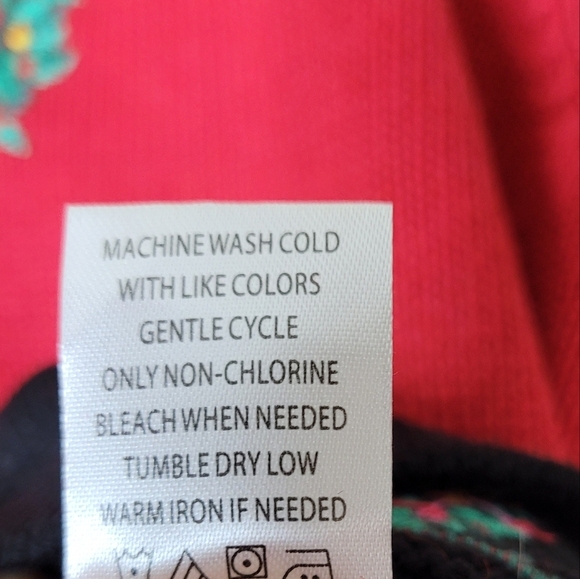 MACHINE WASH COLD
WITH LIKE COLORS
GENTLE CYCLE
ONLY NON-CHLORINE
BLEACH WHEN NEEDED
TUMBLE DRY LOW
WARM IRON IF NEEDED